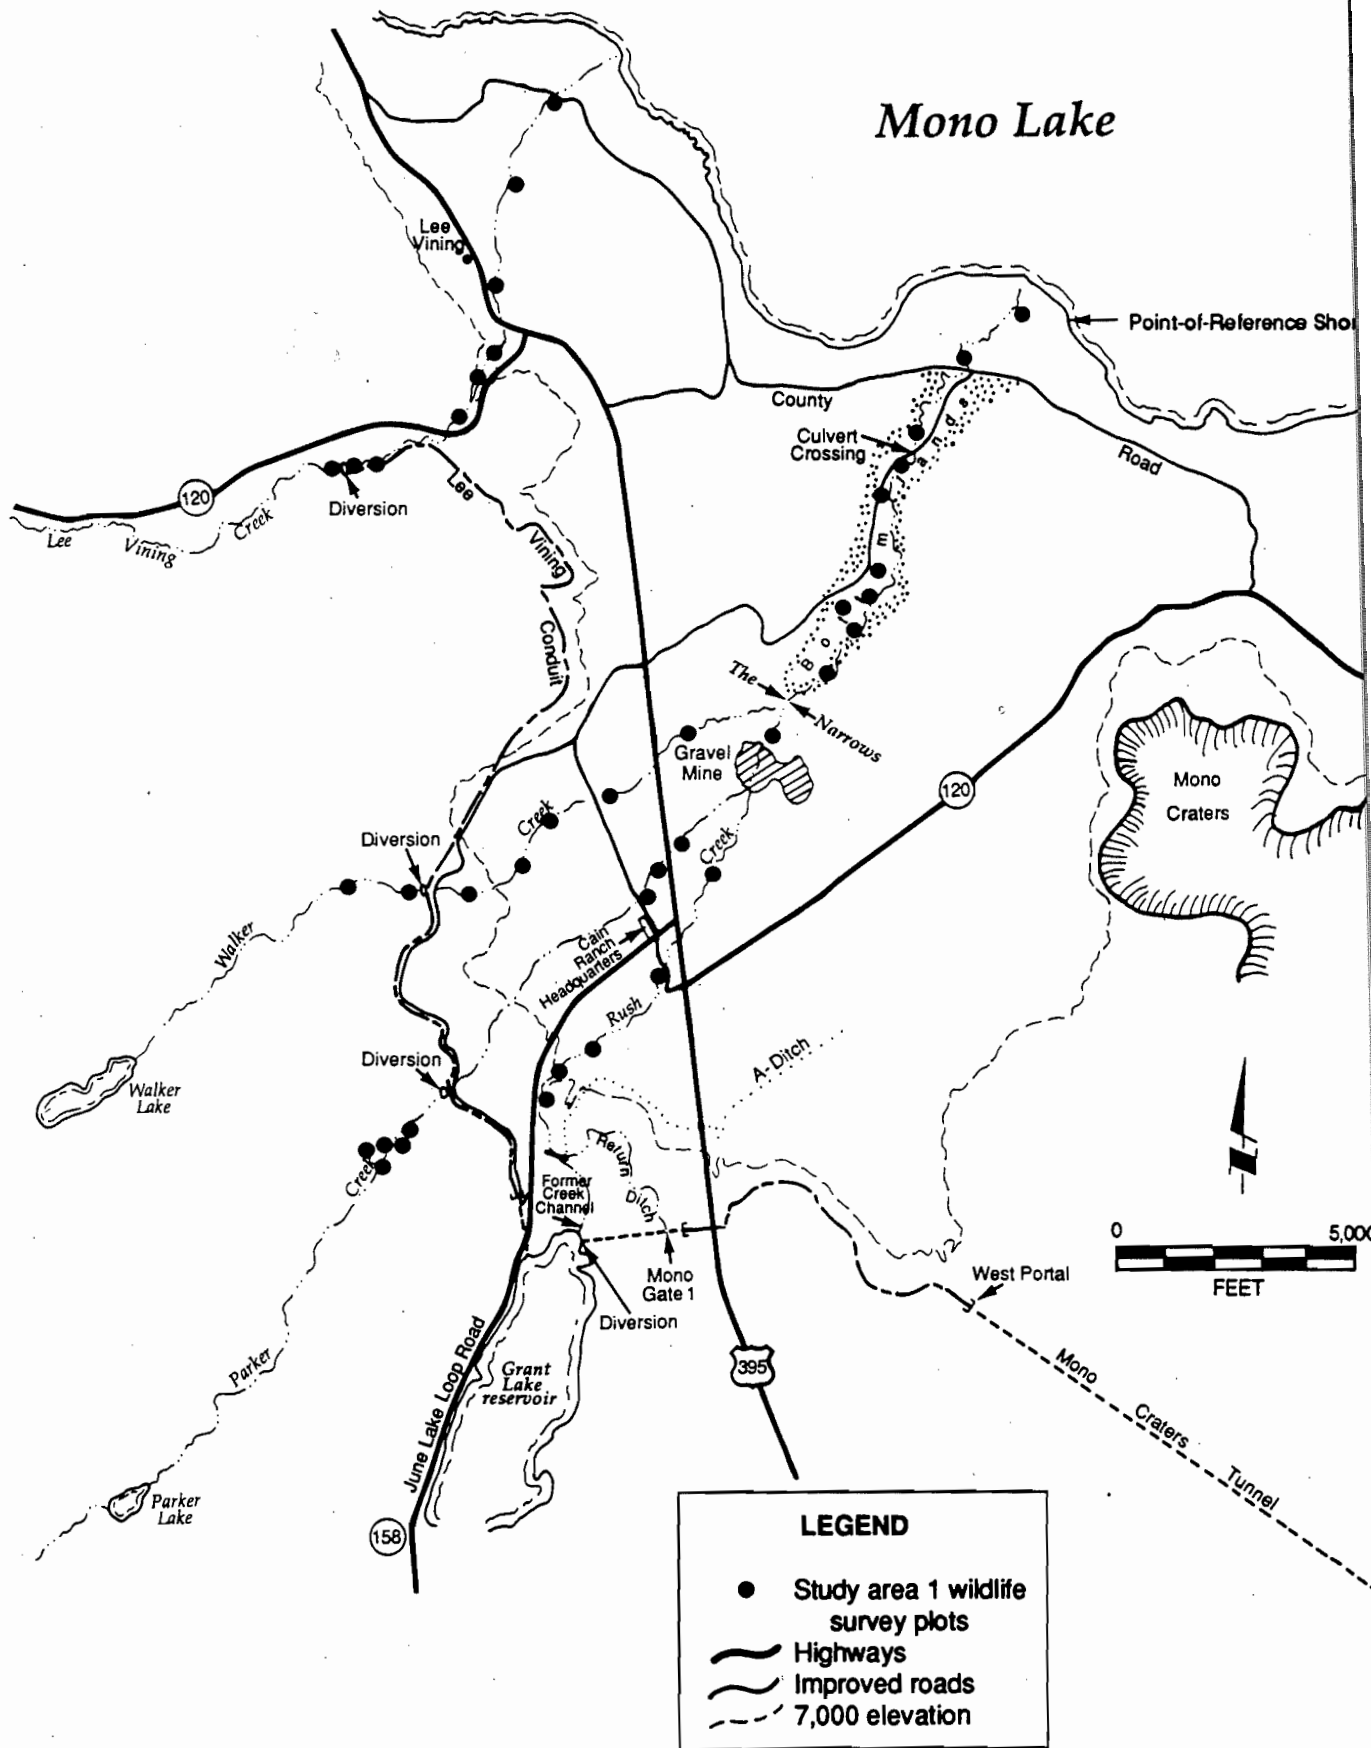 Mono Lake
Lee
Vining
Point-of-Reference Shor
County
Road
Culvert
Crossing
Bottomlands
120
Diversion
Lee
Vining
Creek
Lee
Vining
Conduit
The
Narrows
Gravel
Mine
Mono
Craters
120
Creek
Creek
Diversion
Walker
Cain
Ranch
Headquarters
Rush
A-Ditch
Walker
Lake
Diversion
Creek
Return
Ditch
Former
Creek
Channel
0
5,000
FEET
Mono
Gate 1
West Portal
Diversion
395
Mono
Craters
Tunnel
Parker
June Lake Loop Road
Grant
Lake
reservoir
Parker
Lake
158
LEGEND
Study area 1 wildlife
survey plots
Highways
Improved roads
7,000 elevation